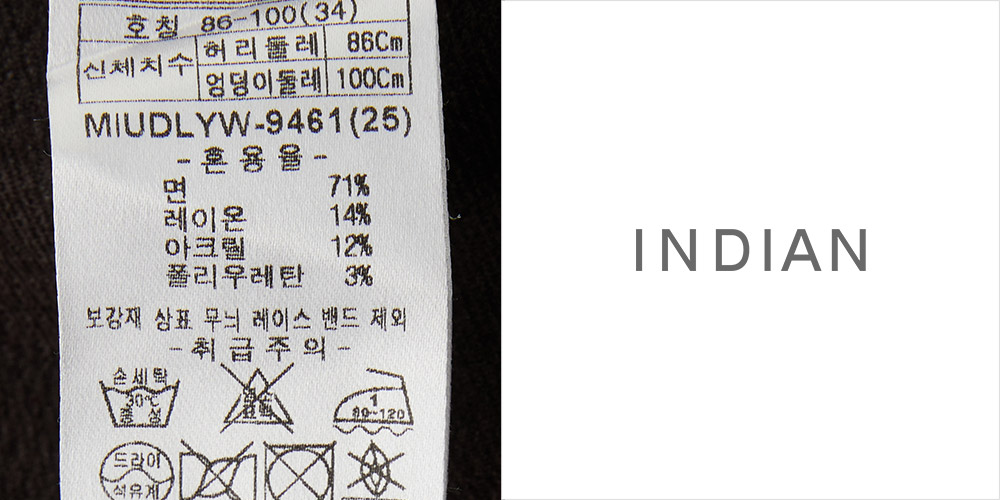 호칭 86-100(34)
신체치수 허리둘레 86Cm
엉덩이둘레 100Cm
MIUDLYW-9461(25)
-혼용율-
면 71%
레이온 14%
아크릴 12%
폴리우레탄 3%
보강재 상표 무늬 레이스 밴드 제외
-취급주의-
손세탁
30℃
중성
염소
표백
1
80~120
드라이
석유계
INDIAN